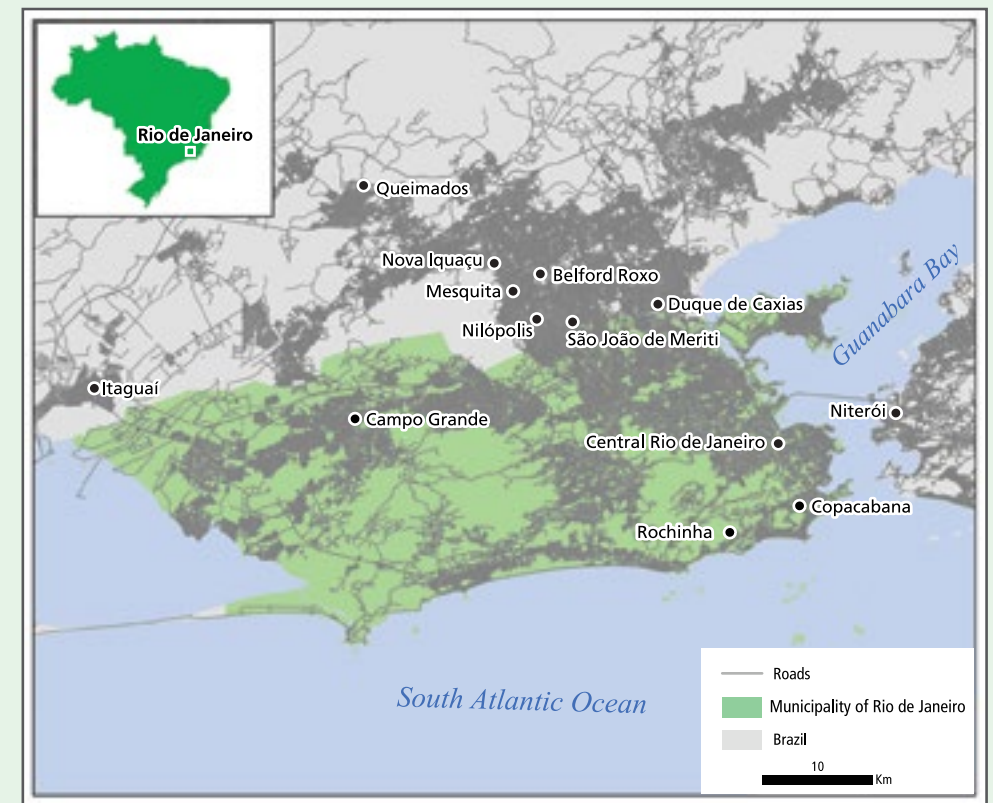 Rio de Janeiro
Queimados
Nova Iquaçu
Belford Roxo
Mesquita
Duque de Caxias
Nilópolis
São João de Meriti
Guanabara Bay
Itaguaí
Campo Grande
Niterói
Central Rio de Janeiro
Copacabana
Rochinha
South Atlantic Ocean
Roads
Municipality of Rio de Janeiro
Brazil
10
Km